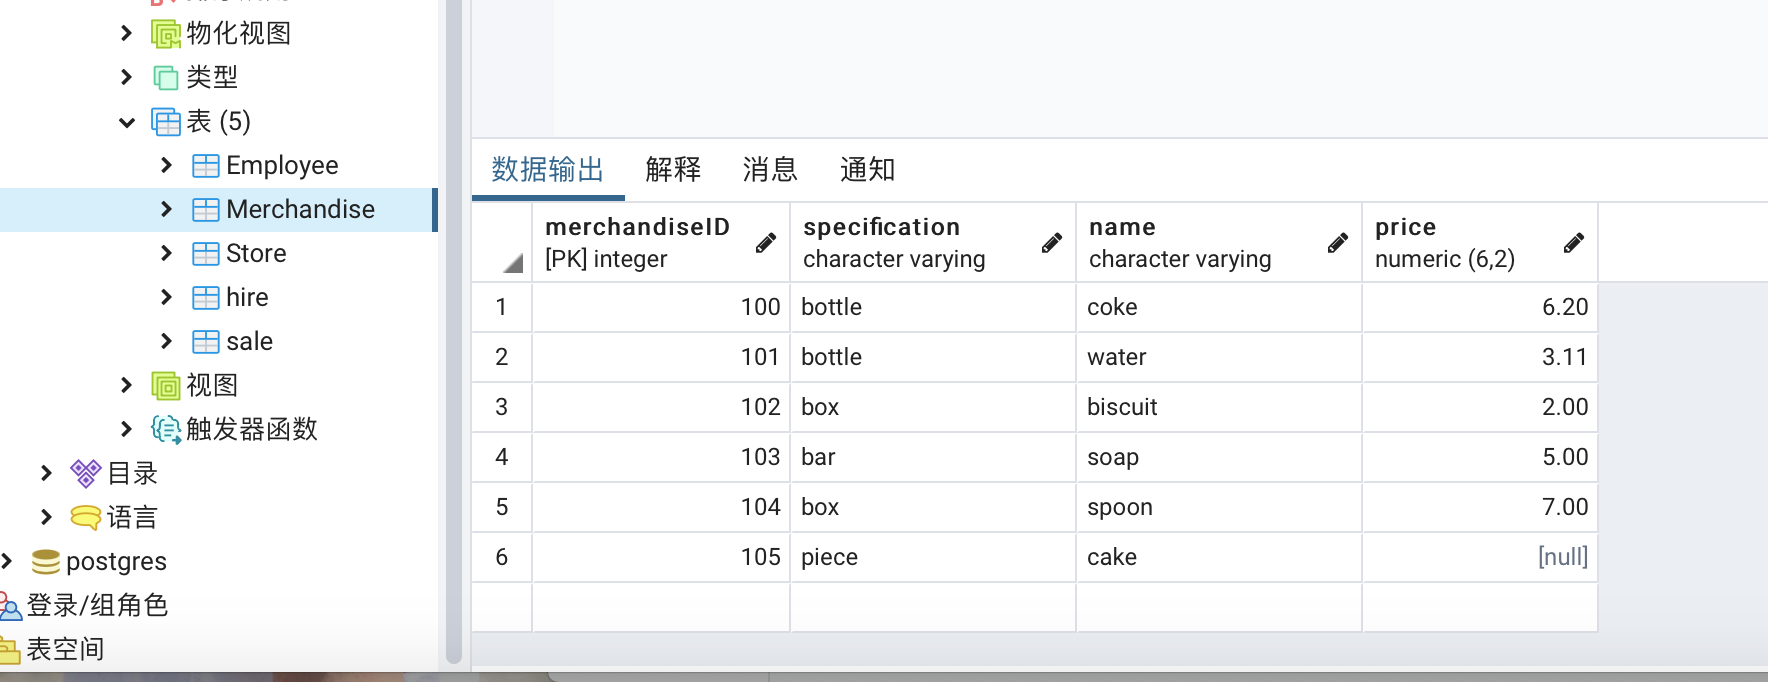 物化视图
类型
表 (5)
Employee
Merchandise
Store
hire
sale
视图
触发器函数
目录
语言
postgres
登录/组角色
表空间
数据输出 解释 消息 通知
merchandiseID specification name price
[PK] integer character varying character varying numeric (6,2)
1 100 bottle coke 6.20
2 101 bottle water 3.11
3 102 box biscuit 2.00
4 103 bar soap 5.00
5 104 box spoon 7.00
6 105 piece cake [null]